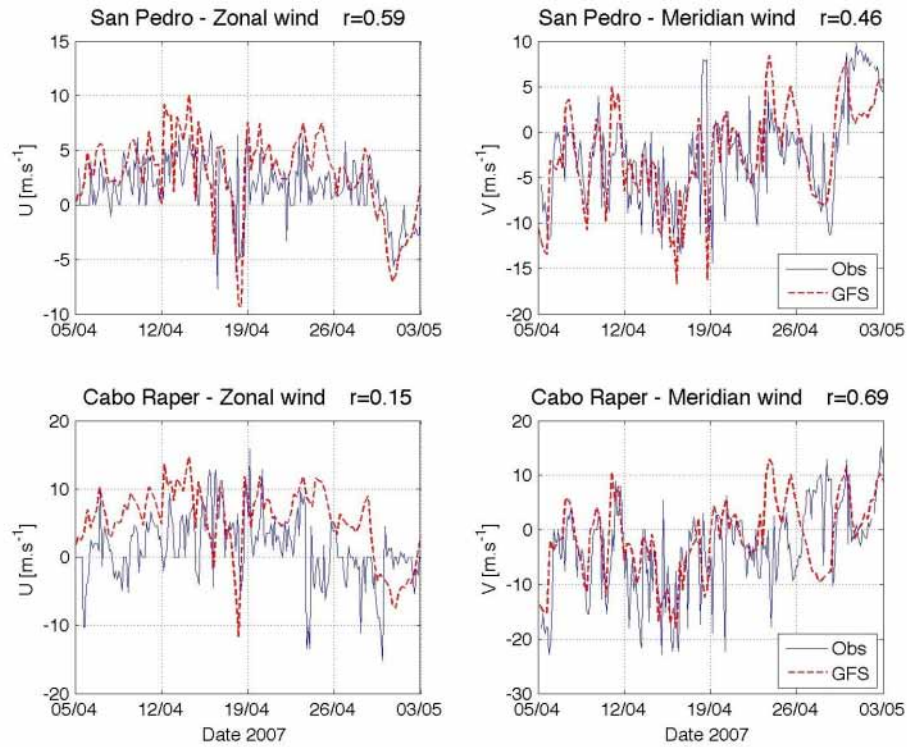 San Pedro - Zonal wind r=0.59
San Pedro - Meridian wind r=0.46
U [m.s-1]
15
10
5
0
-5
-10
05/04 12/04 19/04 26/04 03/05
V [m.s-1]
10
5
0
-5
-10
-15
-20
05/04 12/04 19/04 26/04 03/05
Obs
GFS
Cabo Raper - Zonal wind r=0.15
Cabo Raper - Meridian wind r=0.69
U [m.s-1]
20
10
0
-10
-20
05/04 12/04 19/04 26/04 03/05
Date 2007
V [m.s-1]
20
10
0
-10
-20
-30
05/04 12/04 19/04 26/04 03/05
Date 2007
Obs
GFS